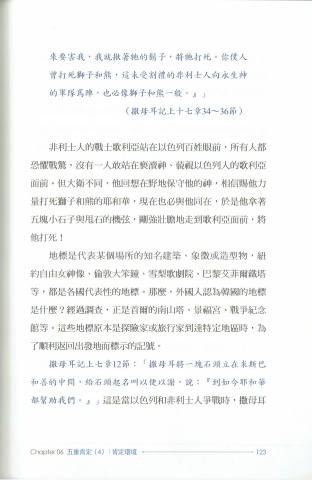 來要害我，我就揪著牠的鬍子，將牠打死。你僕人
曾打死獅子和熊，這未受割禮的非利士人向永生神
的軍隊罵陣，也必像獅子和熊一般。』」
（撒母耳記上十七章34～36節）
非利士人的戰士歌利亞站在以色列百姓眼前，所有人都
恐懼戰驚，沒有一人敢站在褻瀆神、藐視以色列人的歌利亞
面前。但大衛不同，他回想在野地保守他的神，相信賜他力
量打死獅子和熊的耶和華，現在也必與他同在，於是他拿著
五塊小石子與甩石的機弦，剛強壯膽地走到歌利亞面前，將
他打死！
地標是代表某個場所的知名建築、象徵或造型物，紐
約自由女神像、倫敦大笨鐘、雪梨歌劇院、巴黎艾菲爾鐵塔
等，都是各國代表性的地標。那麼，外國人認為韓國的地標
是什麼？經過調查，正是首爾的南山塔、景福宮、戰爭紀念
館等。這些地標原本是探險家或旅行家到達特定地區時，為
了順利返回出發地而標示的記號。
撒母耳記上七章12節：「撒母耳將一塊石頭立在米斯巴
和善的中間，給石頭起名叫以便以謝，說：『到如今耶和華
都幫助我們。』」這是當以色列和非利士人爭戰時，撒母耳
Chapter 06 五重肯定（4）：肯定環境 123